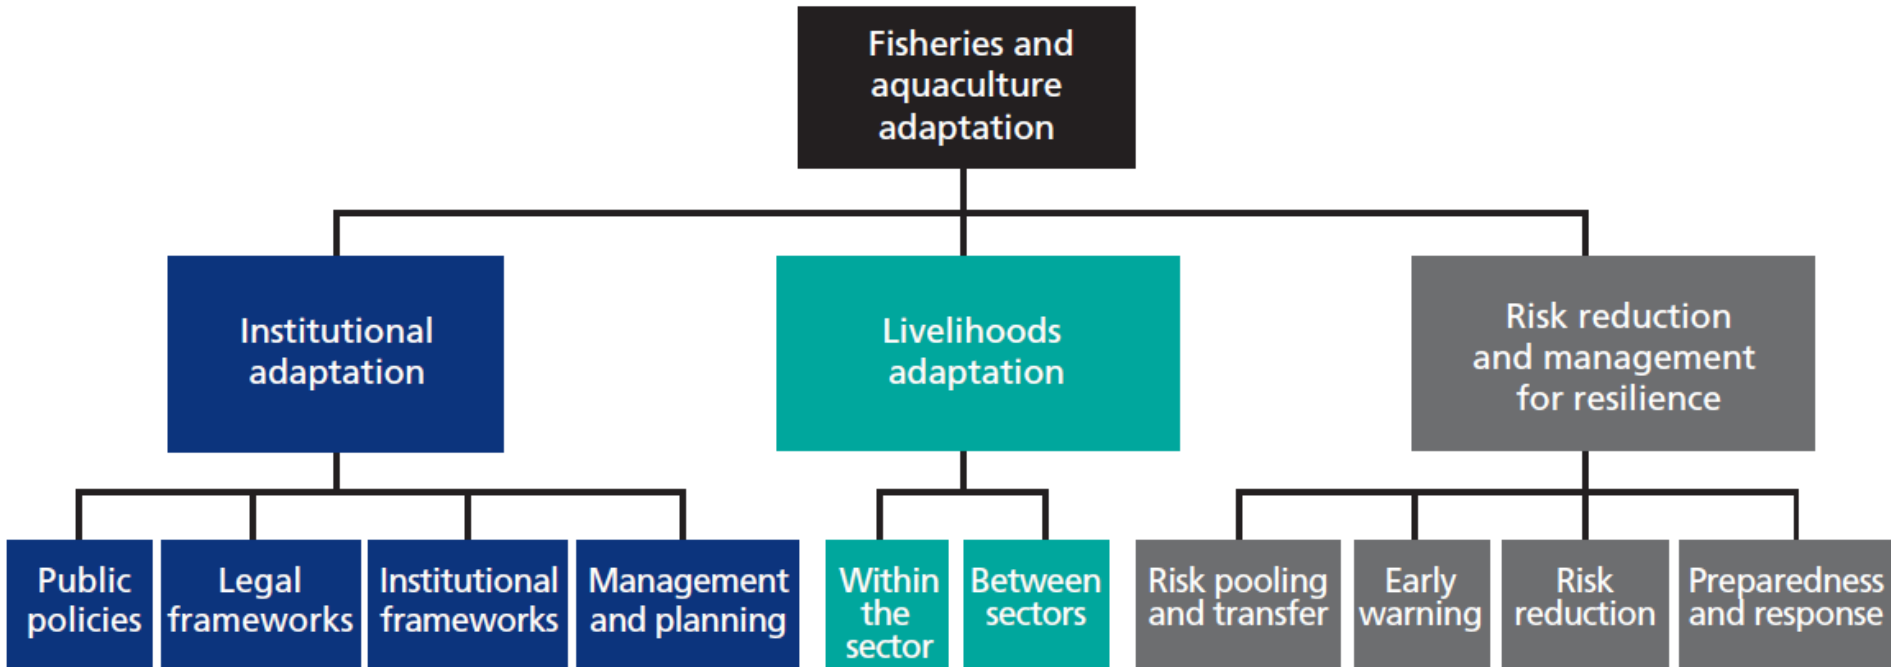 Fisheries and
aquaculture
adaptation
Institutional
adaptation
Livelihoods
adaptation
Risk reduction
and management
for resilience
Public
policies
Legal
frameworks
Institutional
frameworks
Management
and planning
Within
the
sector
Between
sectors
Risk pooling
and transfer
Early
warning
Risk
reduction
Preparedness
and response